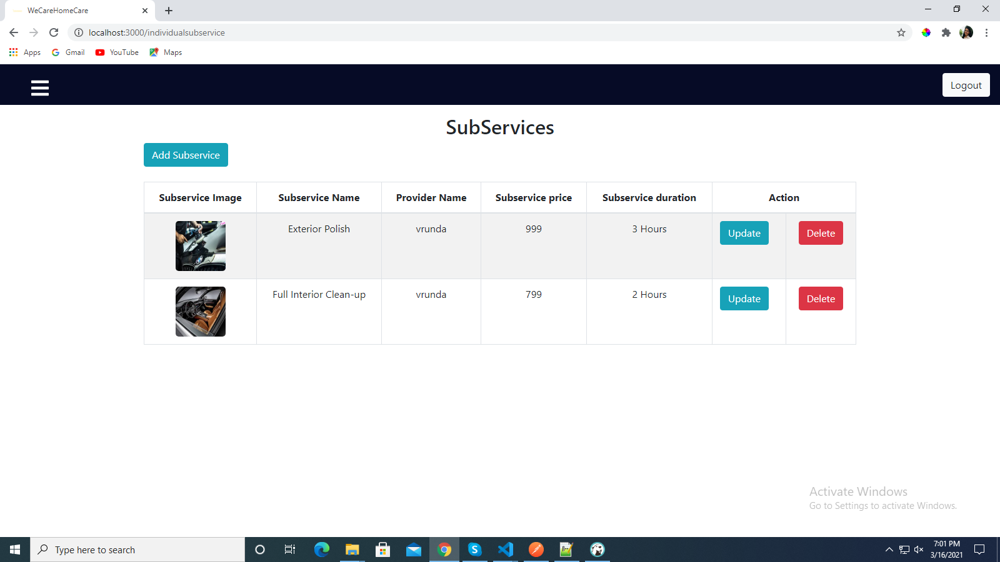 WeCareHomeCare
localhost:3000/individualsubservice
Apps Gmail YouTube Maps
Logout
SubServices
Add Subservice
Subservice Image Subservice Name Provider Name Subservice price Subservice duration Action
Exterior Polish vrunda 999 3 Hours Update Delete
Full Interior Clean-up vrunda 799 2 Hours Update Delete
Activate Windows
Go to Settings to activate Windows.
Type here to search
7:01 PM
3/16/2021